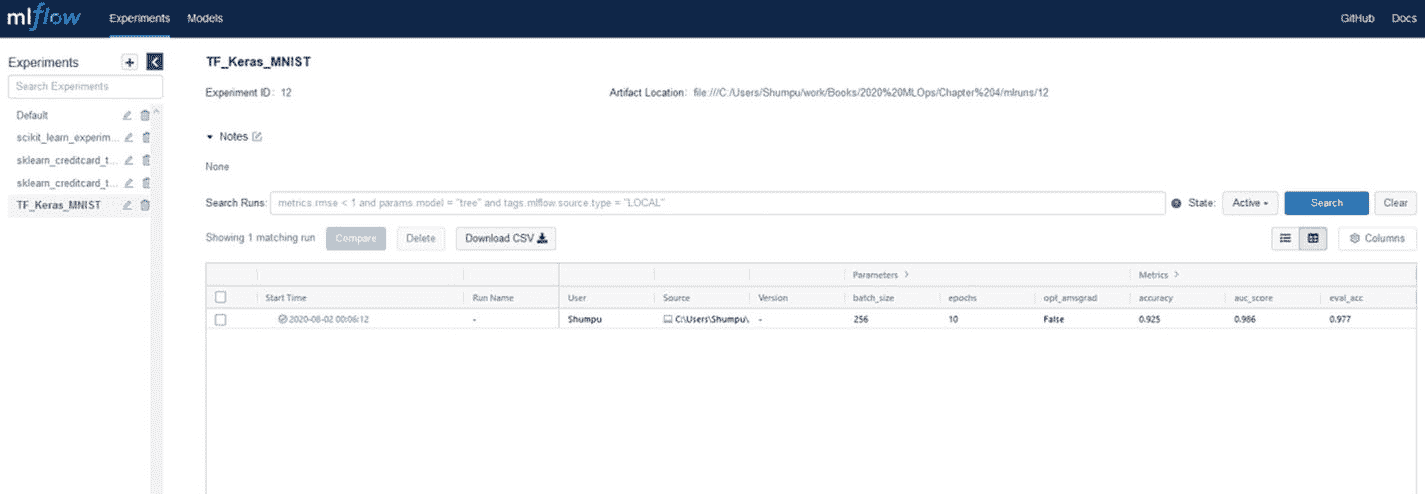 mlflow Experiments Models GitHub Docs
Experiments +
Search Experiments
Default
scikit_learn_experim...
sklearn_creditcard_t...
sklearn_creditcard_t...
TF_Keras_MNIST
TF_Keras_MNIST
Experiment ID: 12 Artifact Location: file:///C:/Users/Shumpu/work/Books/2020%20MLOps/Chapter%204/mlruns/12
Notes
None
Search Runs: metrics.rmse < 1 and params.model = "tree" and tags.mlflow.source.type = "LOCAL" State: Active Search Clear
Showing 1 matching run Compare Delete Download CSV Columns
Parameters > Metrics >
Start Time Run Name User Source Version batch_size epochs opt_amsgrad accuracy auc_score eval_acc
2020-08-02 00:06:12 - Shumpu C:\Users\Shumpu\ - 256 10 False 0.925 0.986 0.977